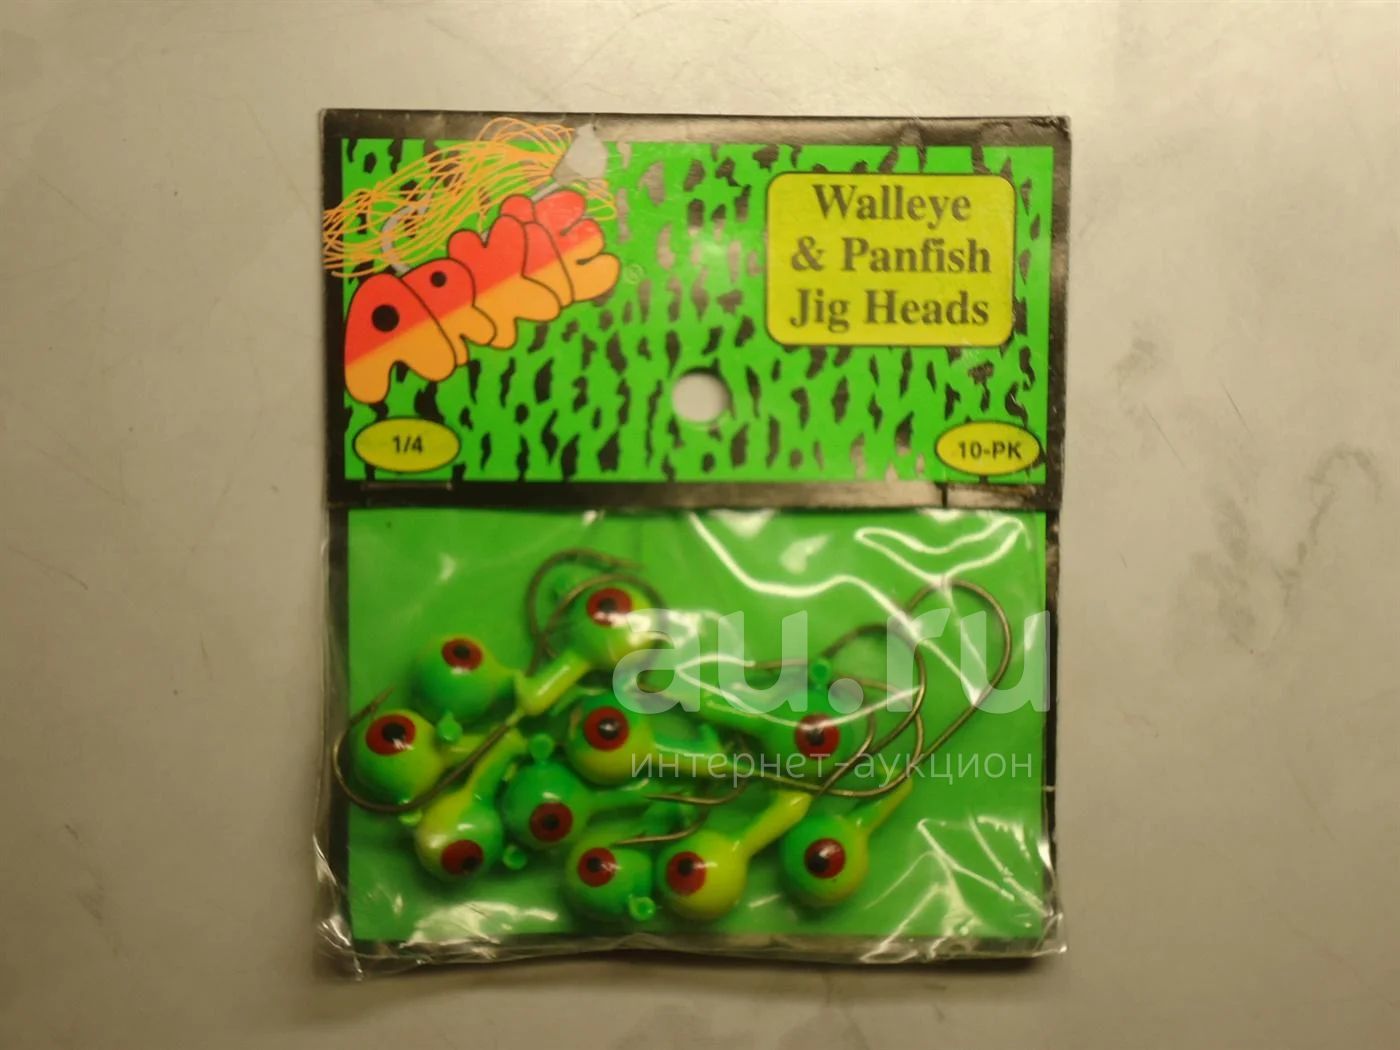 ARKIE®
Walleye
& Panfish
Jig Heads
1/4
10-PK
au.ru
интернет-аукцион